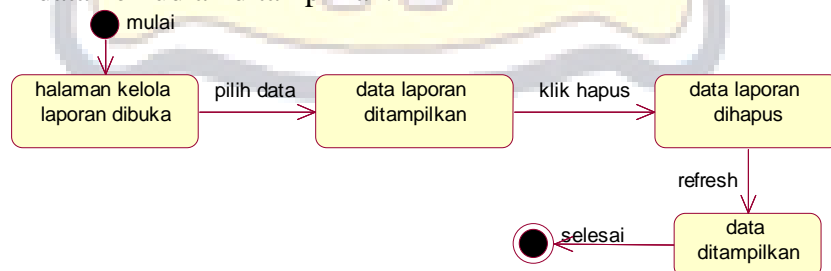 mulai
halaman kelola
laporan dibuka
pilih data
data laporan
ditampilkan
klik hapus
data laporan
dihapus
refresh
data
ditampilkan
selesai